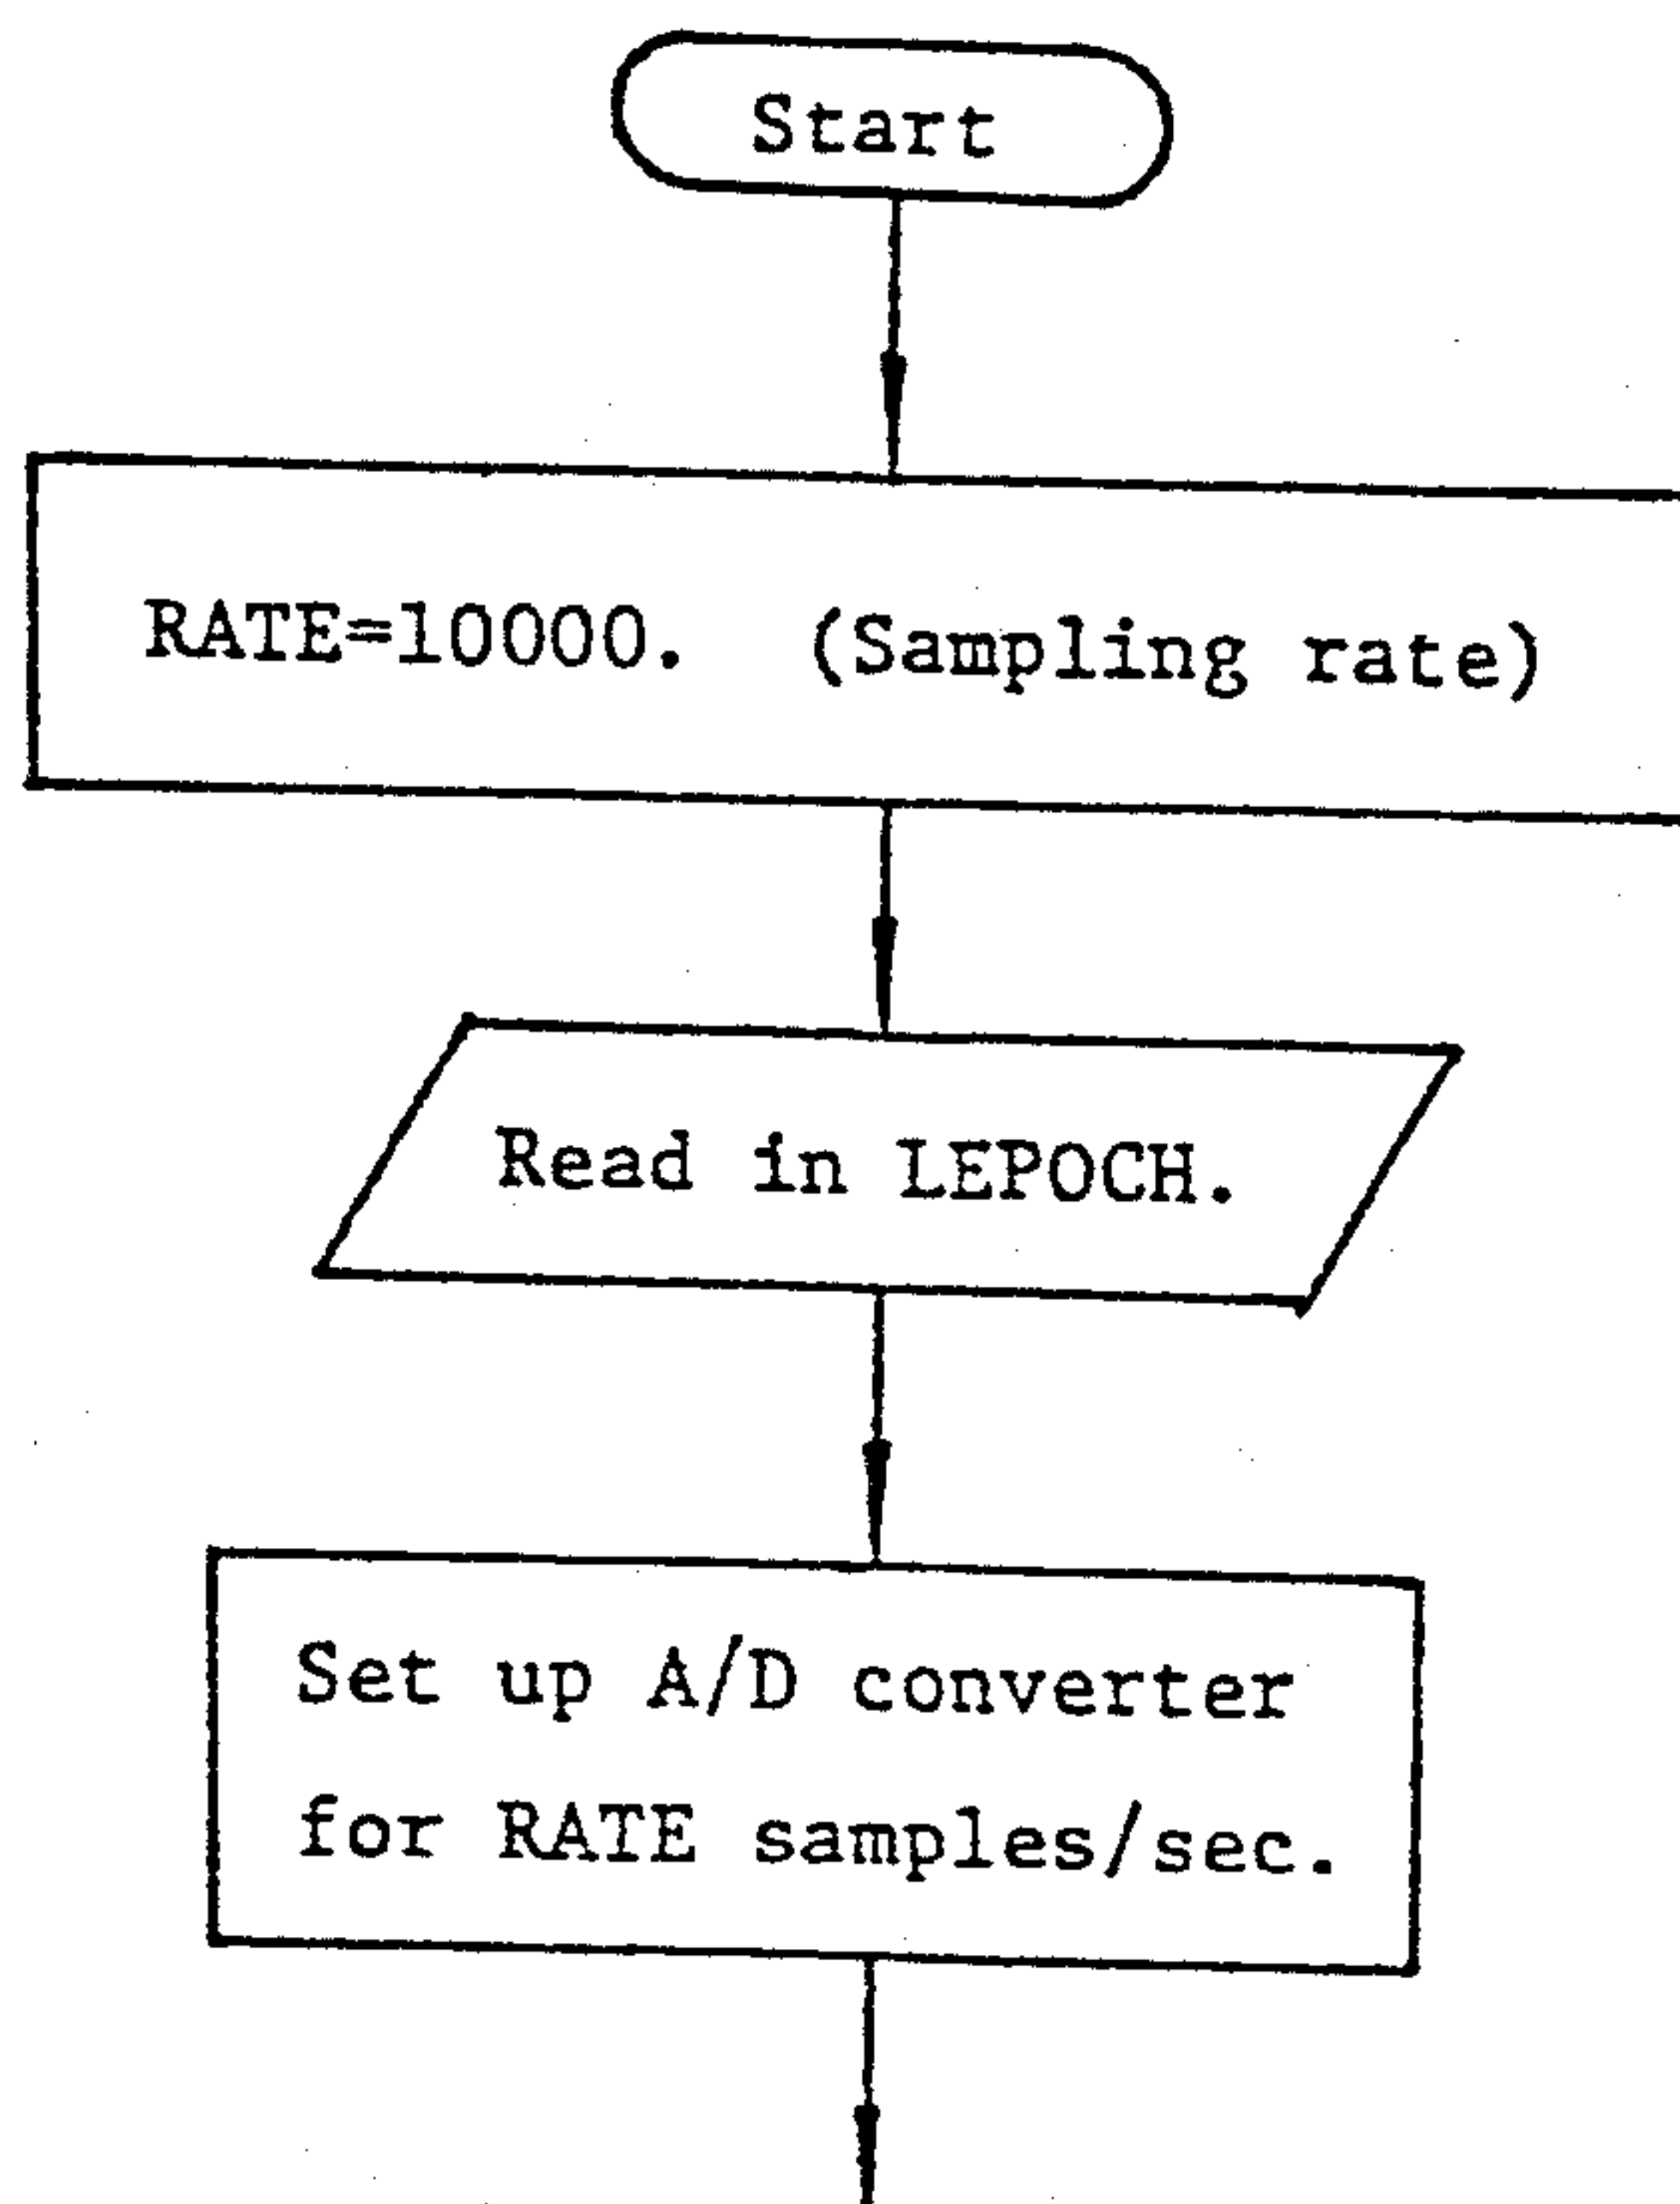 Start
RATE=10000. (Sampling rate)
Read in LEPOCH.
Set up A/D converter
for RATE samples/sec.